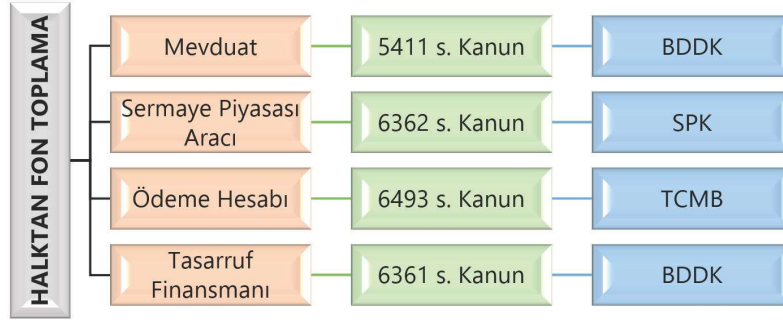 HALKTAN FON TOPLAMA
Mevduat
5411 s. Kanun
BDDK
Sermaye Piyasası
Aracı
6362 s. Kanun
SPK
Ödeme Hesabı
6493 s. Kanun
TCMB
Tasarruf
Finansmanı
6361 s. Kanun
BDDK